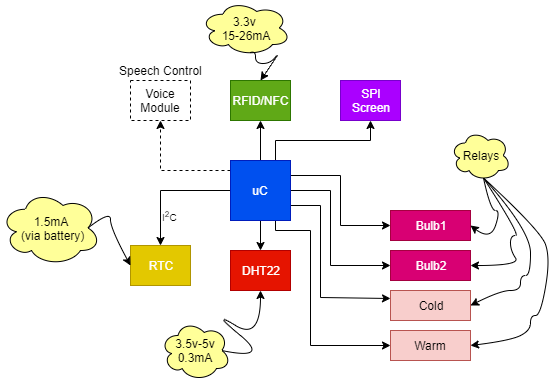 3.3v
15-26mA
Speech Control
Voice
Module
RFID/NFC
SPI
Screen
Relays
uC
1.5mA
(via battery)
I²C
Bulb1
RTC
DHT22
Bulb2
Cold
3.5v-5v
0.3mA
Warm